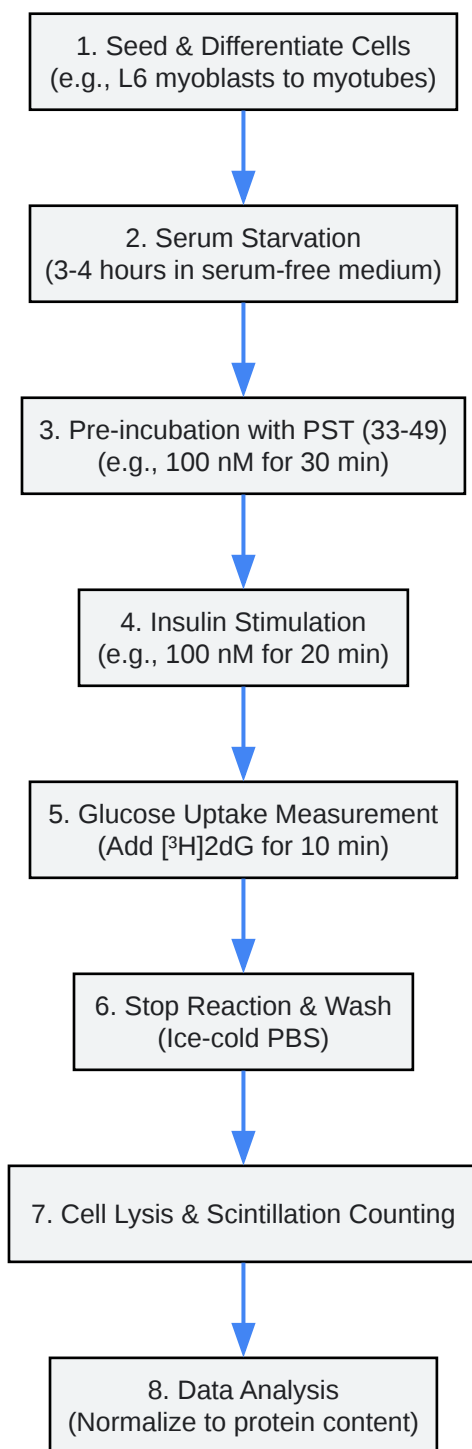 1. Seed & Differentiate Cells
(e.g., L6 myoblasts to myotubes)
2. Serum Starvation
(3-4 hours in serum-free medium)
3. Pre-incubation with PST (33-49)
(e.g., 100 nM for 30 min)
4. Insulin Stimulation
(e.g., 100 nM for 20 min)
5. Glucose Uptake Measurement
(Add [³H]2dG for 10 min)
6. Stop Reaction & Wash
(Ice-cold PBS)
7. Cell Lysis & Scintillation Counting
8. Data Analysis
(Normalize to protein content)